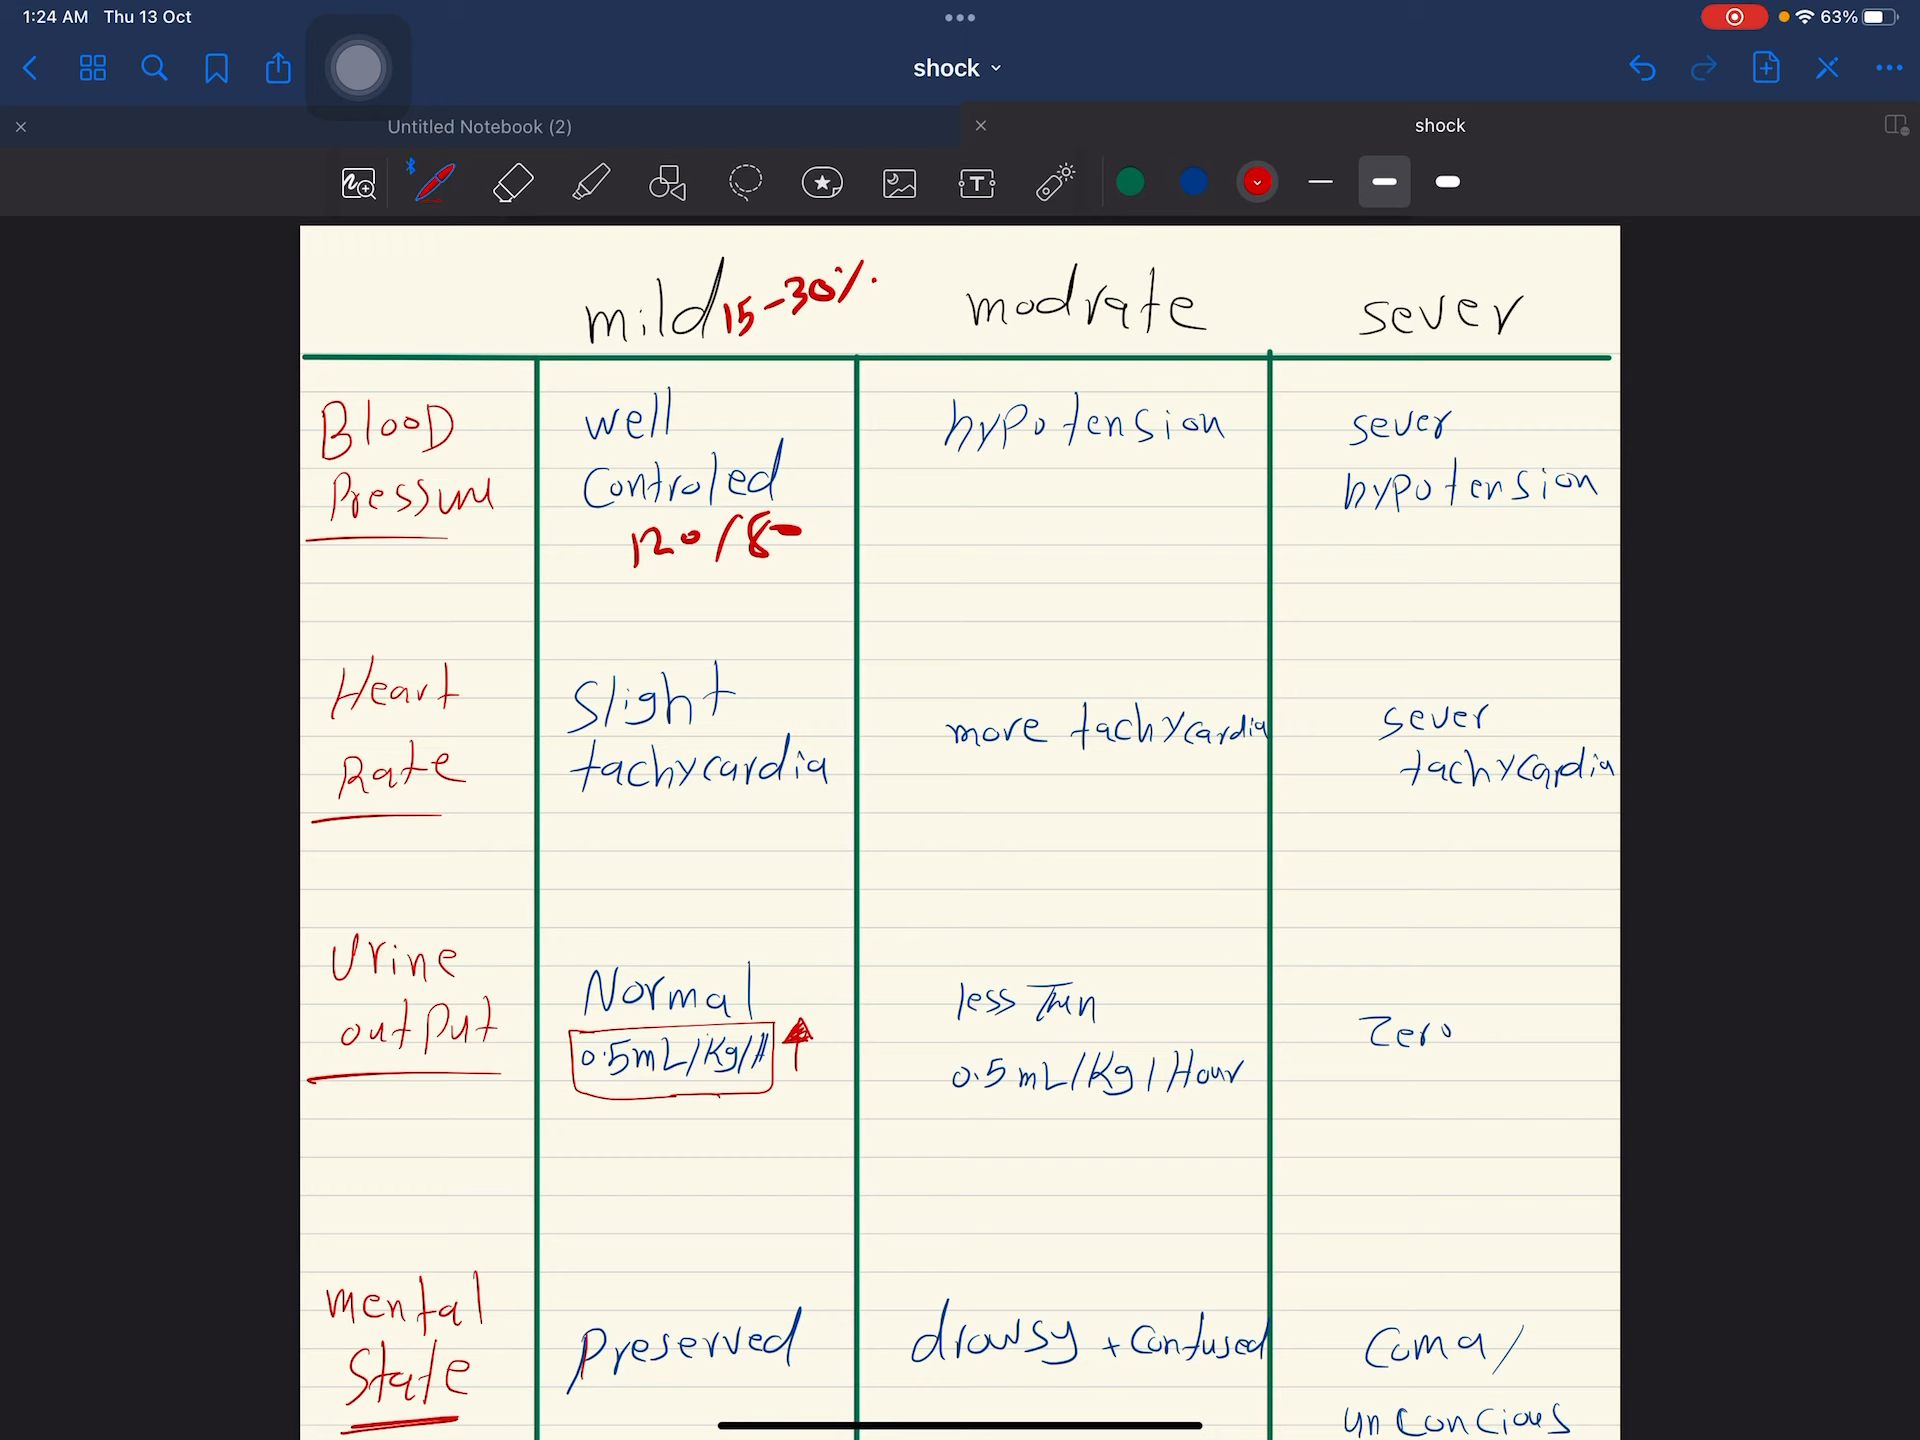 1:24 AM Thu 13 Oct
63%
shock
Untitled Notebook (2)
shock
mild 15-30%.
modrate
sever
Blood
Pressure
well
Controled
120/80
hypotension
sever
hypotension
Heart
Rate
Slight
tachycardia
more tachycardia
sever
tachycardia
Urine
outPut
Normal
0.5mL/Kg/H
less Than
0.5mL/Kg/Hour
Zero
mental
State
Preserved
drowsy + Confused
Coma/
unConcious